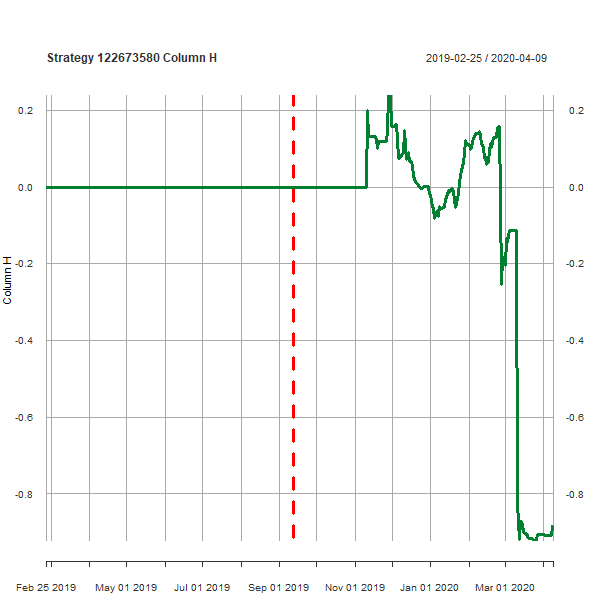 Strategy 122673580 Column H
2019-02-25 / 2020-04-09
0.2
0.2
0.0
0.0
-0.2
-0.2
-0.4
-0.4
-0.6
-0.6
-0.8
-0.8
Column H
Feb 25 2019
May 01 2019
Jul 01 2019
Sep 01 2019
Nov 01 2019
Jan 01 2020
Mar 01 2020